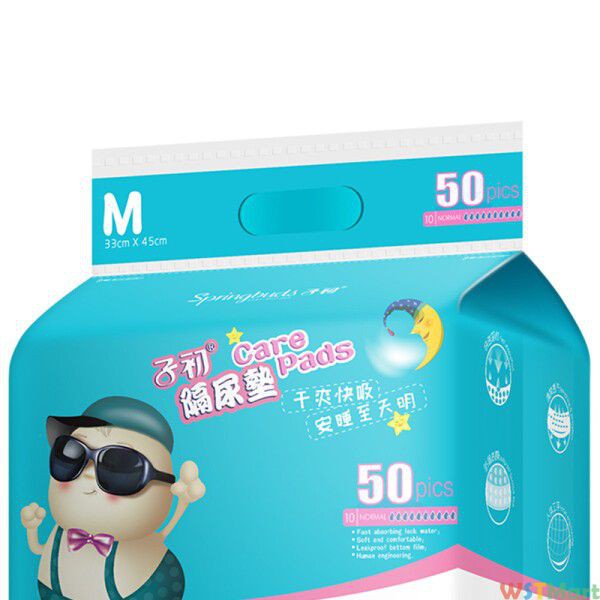 M
33cm X 45cm
50pics
10 NORMAL
Springbuds 子初
子初®
Care Pads
隔尿墊
干爽快吸
安睡至天明
50pics
10 NORMAL
Fast absorbing lock water,
Soft and comfortable,
Leakproof bottom film,
Human engineering.
WSTMart